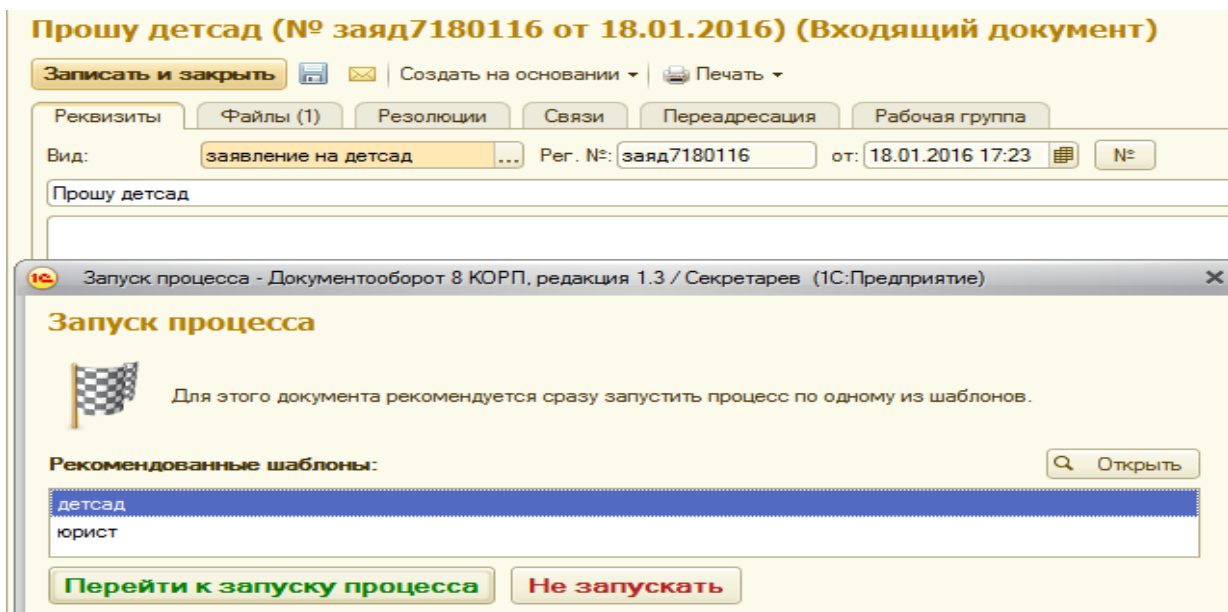 Прошу детсад (№ заяд7180116 от 18.01.2016) (Входящий документ)
Записать и закрыть Создать на основании Печать
Реквизиты Файлы (1) Резолюции Связи Переадресация Рабочая группа
Вид: заявление на детсад ... Рег. №: заяд7180116 от: 18.01.2016 17:23 №
Прошу детсад
1С Запуск процесса - Документооборот 8 КОРП, редакция 1.3 / Секретарев (1С:Предприятие)
Запуск процесса
Для этого документа рекомендуется сразу запустить процесс по одному из шаблонов.
Рекомендованные шаблоны: Открыть
детсад
юрист
Перейти к запуску процесса Не запускать